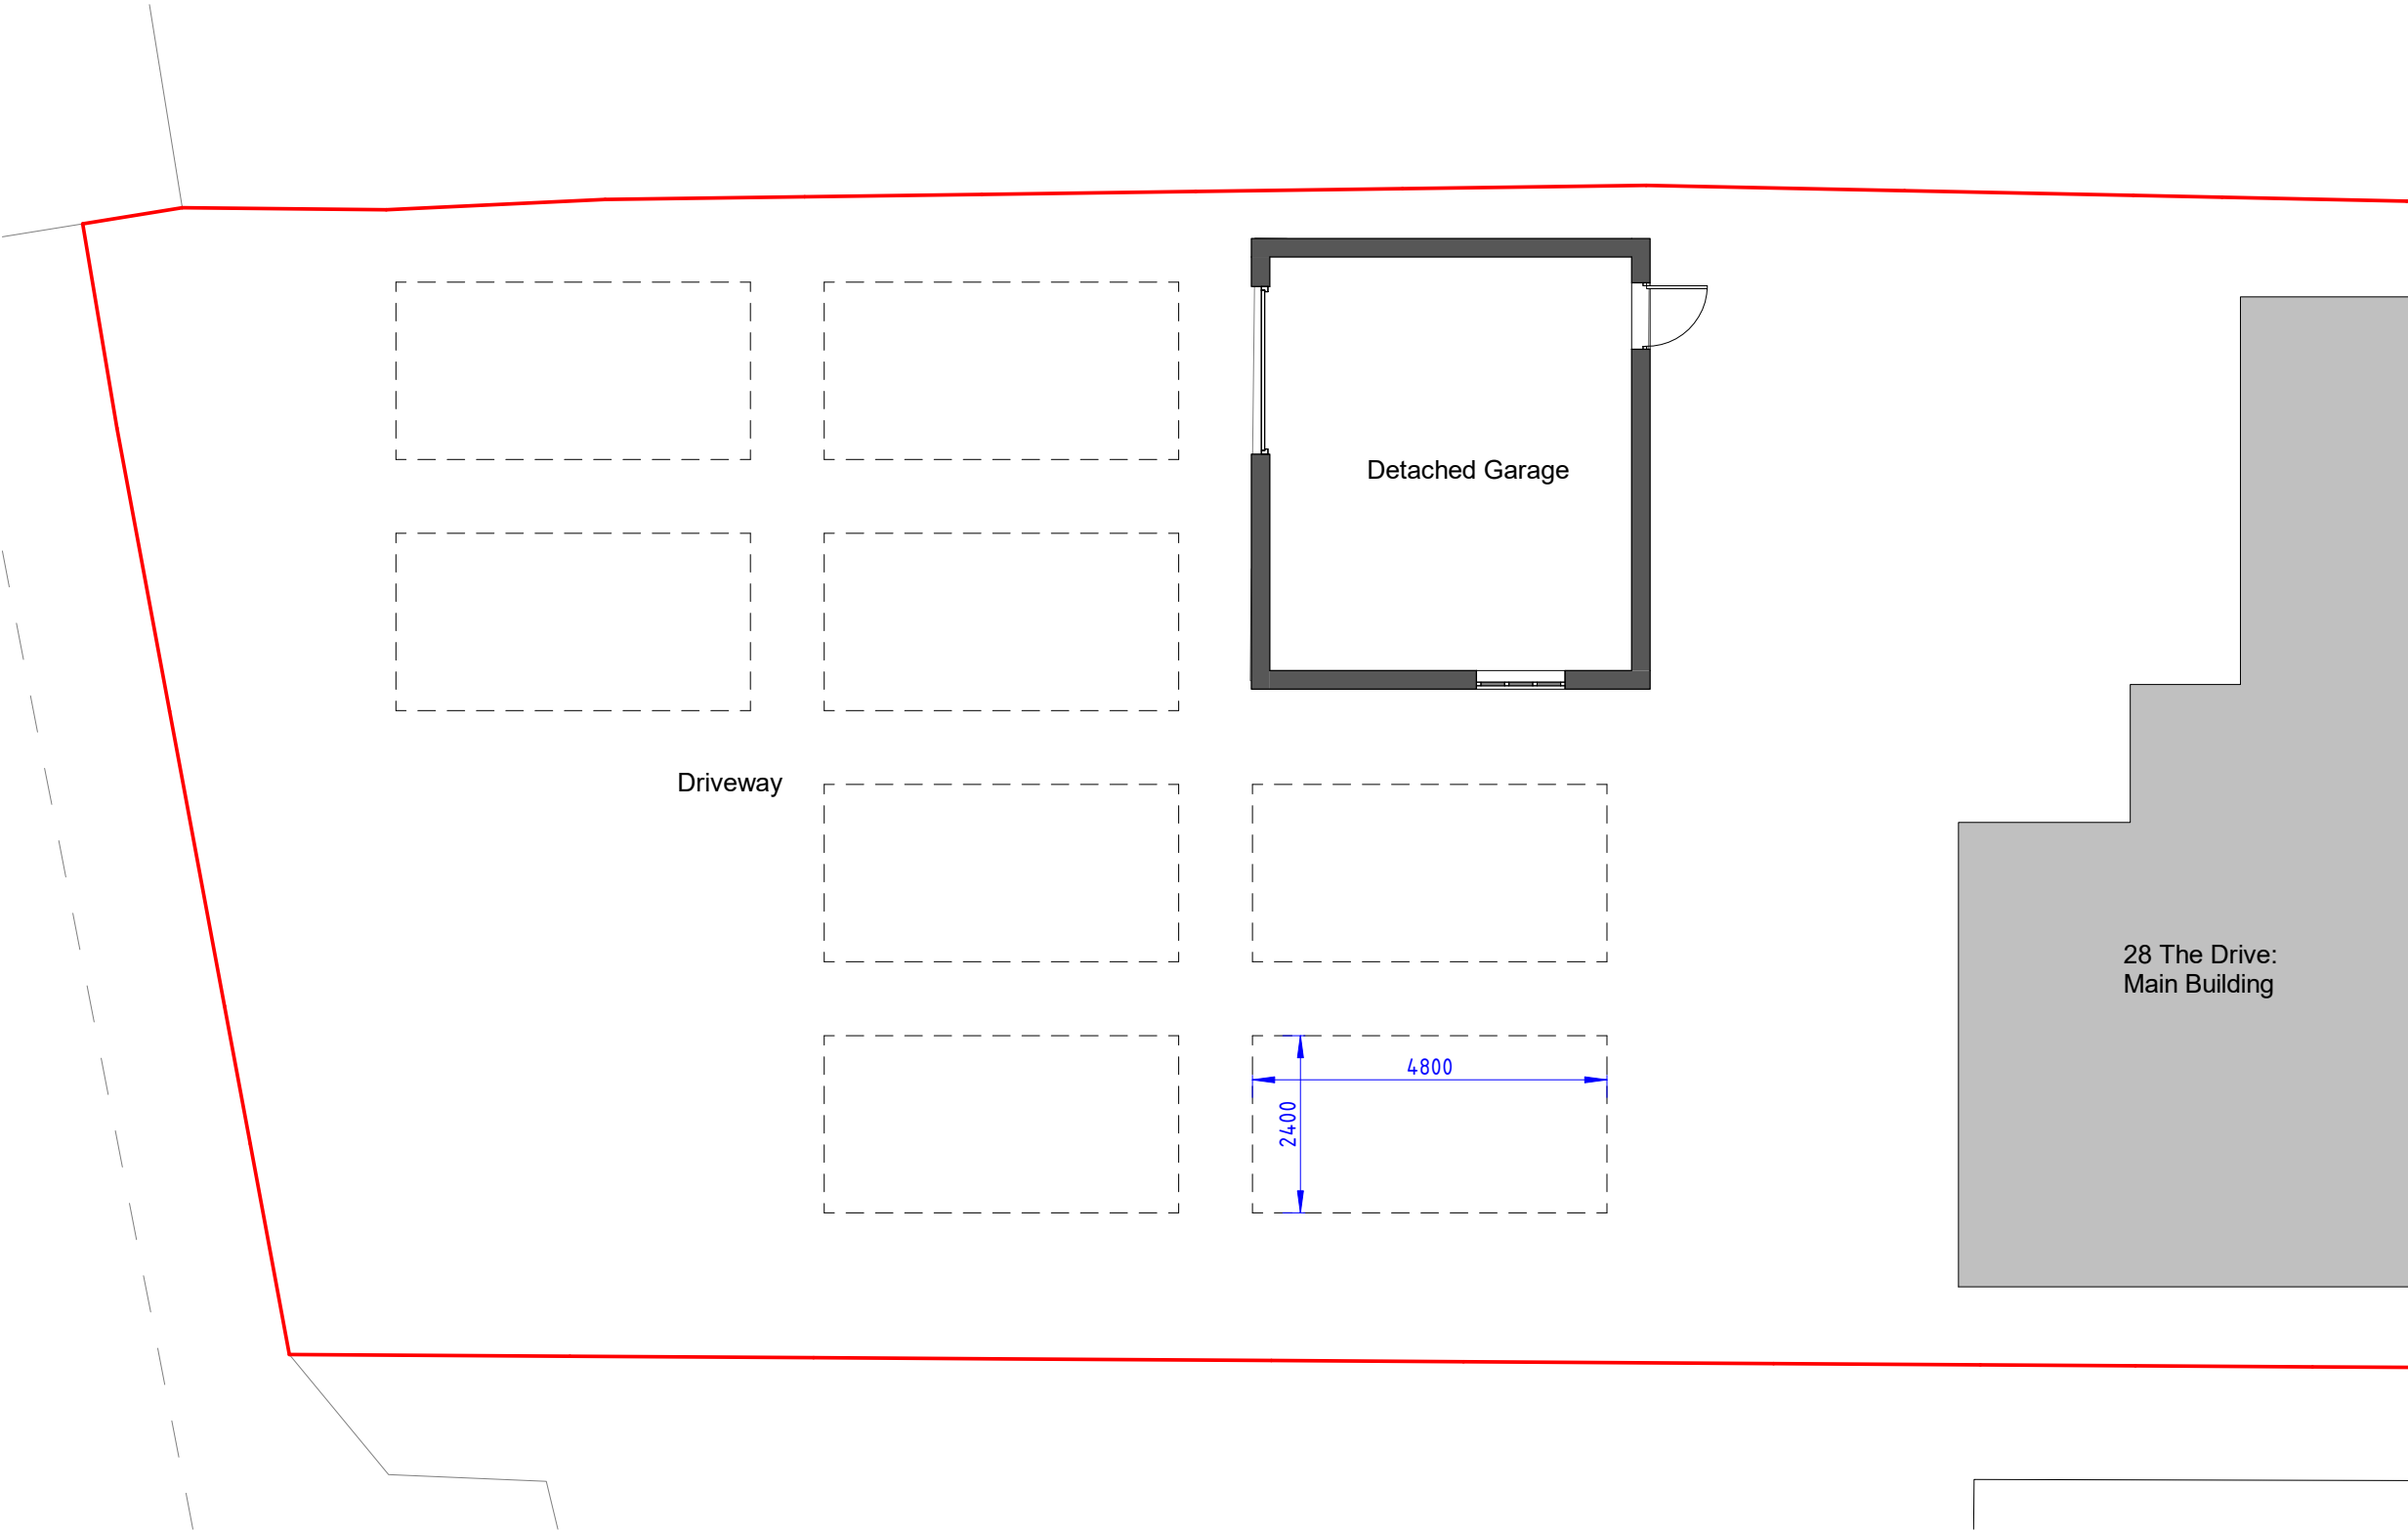 Detached Garage
Driveway
28 The Drive:
Main Building
4800
2400